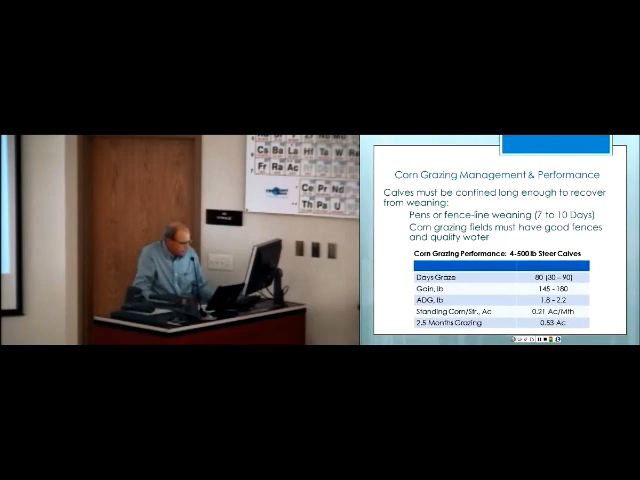 Cs Ba La Hf Ta W
Fr Ra Ac
Ce Pr Nd
Th Pa U
Corn Grazing Management & Performance
Calves must be confined long enough to recover
from weaning:
Pens or fence-line weaning (7 to 10 Days)
Corn grazing fields must have good fences
and quality water
Corn Grazing Performance: 4-500 lb Steer Calves
Days Graze 80 (30 – 90)
Gain, lb 145 - 180
ADG, lb 1.8 – 2.2
Standing Corn/Str., Ac 0.21 Ac/Mth
2.5 Months Grazing 0.53 Ac